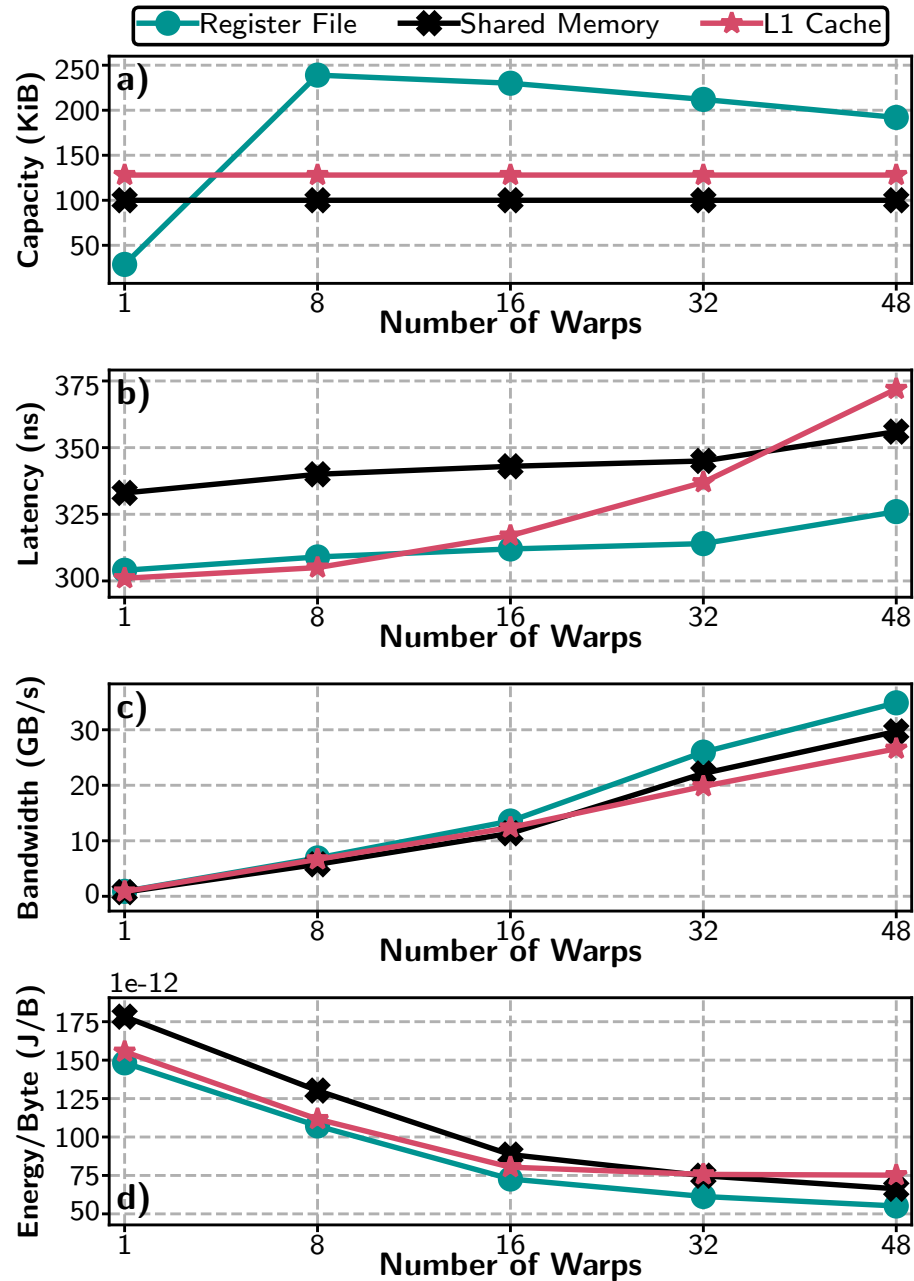 Register File Shared Memory L1 Cache
a)
Capacity (KiB)
250
200
150
100
50
1 8 16 32 48
Number of Warps
b)
Latency (ns)
375
350
325
300
1 8 16 32 48
Number of Warps
c)
Bandwidth (GB/s)
30
20
10
0
1 8 16 32 48
Number of Warps
1e-12
Energy/Byte (J/B)
175
150
125
100
75
50
d)
1 8 16 32 48
Number of Warps